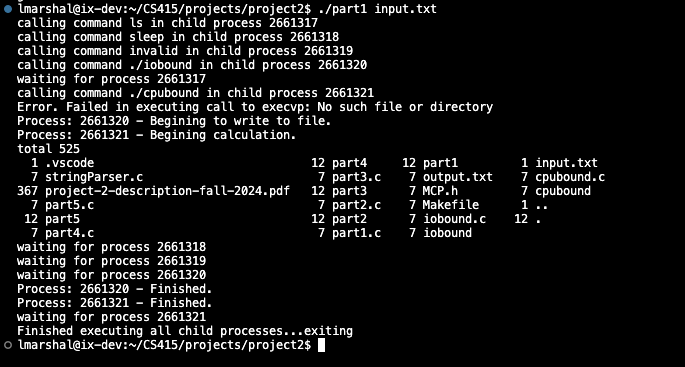 lmarshal@ix-dev:~/CS415/projects/project2$ ./part1 input.txt
calling command ls in child process 2661317
calling command sleep in child process 2661318
calling command invalid in child process 2661319
calling command ./iobound in child process 2661320
waiting for process 2661317
calling command ./cpubound in child process 2661321
Error. Failed in executing call to execvp: No such file or directory
Process: 2661320 - Begining to write to file.
Process: 2661321 - Begining calculation.
total 525
1 .vscode 12 part4 12 part1 1 input.txt
7 stringParser.c 7 part3.c 7 output.txt 7 cpubound.c
367 project-2-description-fall-2024.pdf 12 part3 7 MCP.h 7 cpubound
7 part5.c 7 part2.c 7 Makefile 1 ..
12 part5 12 part2 7 iobound.c 12 .
7 part4.c 7 part1.c 7 iobound
waiting for process 2661318
waiting for process 2661319
waiting for process 2661320
Process: 2661320 - Finished.
Process: 2661321 - Finished.
waiting for process 2661321
Finished executing all child processes...exiting
lmarshal@ix-dev:~/CS415/projects/project2$